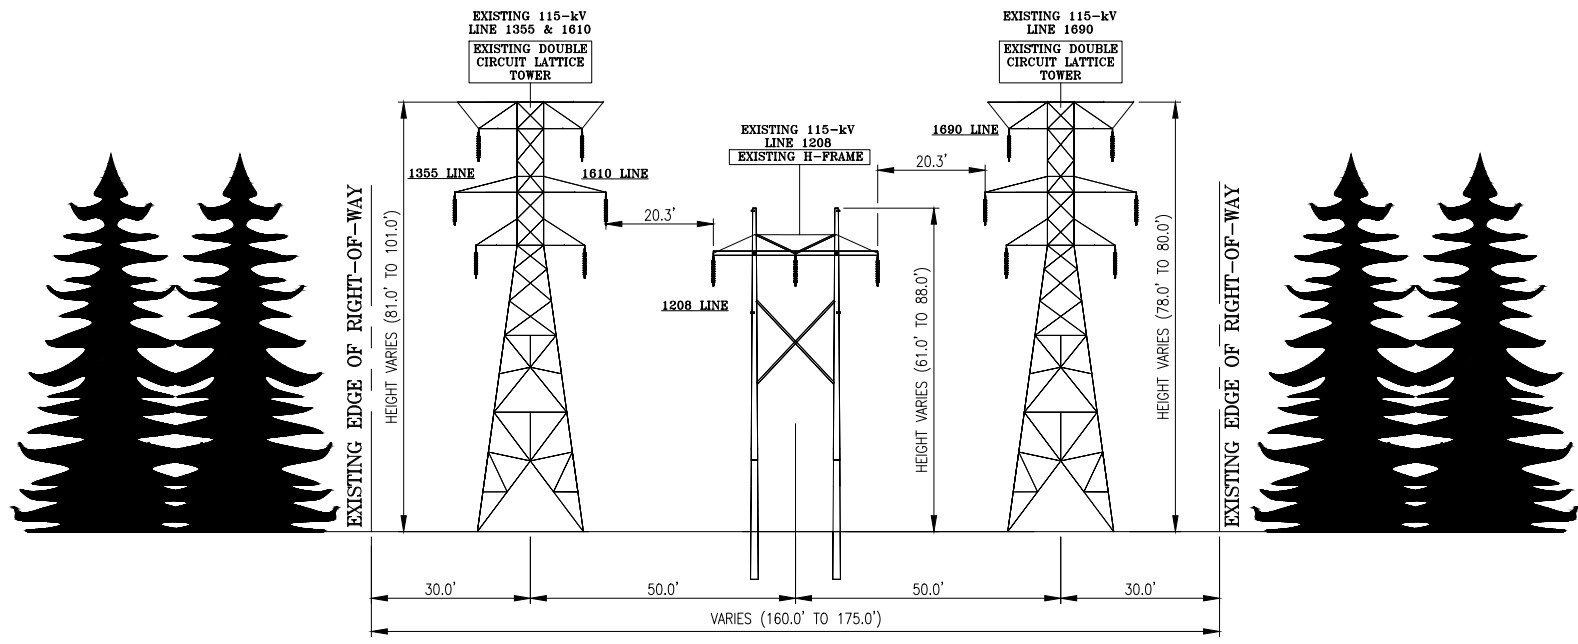 EXISTING 115-kV
LINE 1355 & 1610
EXISTING DOUBLE
CIRCUIT LATTICE
TOWER
EXISTING 115-kV
LINE 1690
EXISTING DOUBLE
CIRCUIT LATTICE
TOWER
EXISTING 115-kV
LINE 1208
EXISTING H-FRAME
1690 LINE
20.3'
1355 LINE
1610 LINE
20.3'
1208 LINE
EXISTING EDGE OF RIGHT-OF-WAY
HEIGHT VARIES (81.0' TO 101.0')
HEIGHT VARIES (61.0' TO 88.0')
HEIGHT VARIES (78.0' TO 80.0')
EXISTING EDGE OF RIGHT-OF-WAY
30.0'
50.0'
50.0'
30.0'
VARIES (160.0' TO 175.0')